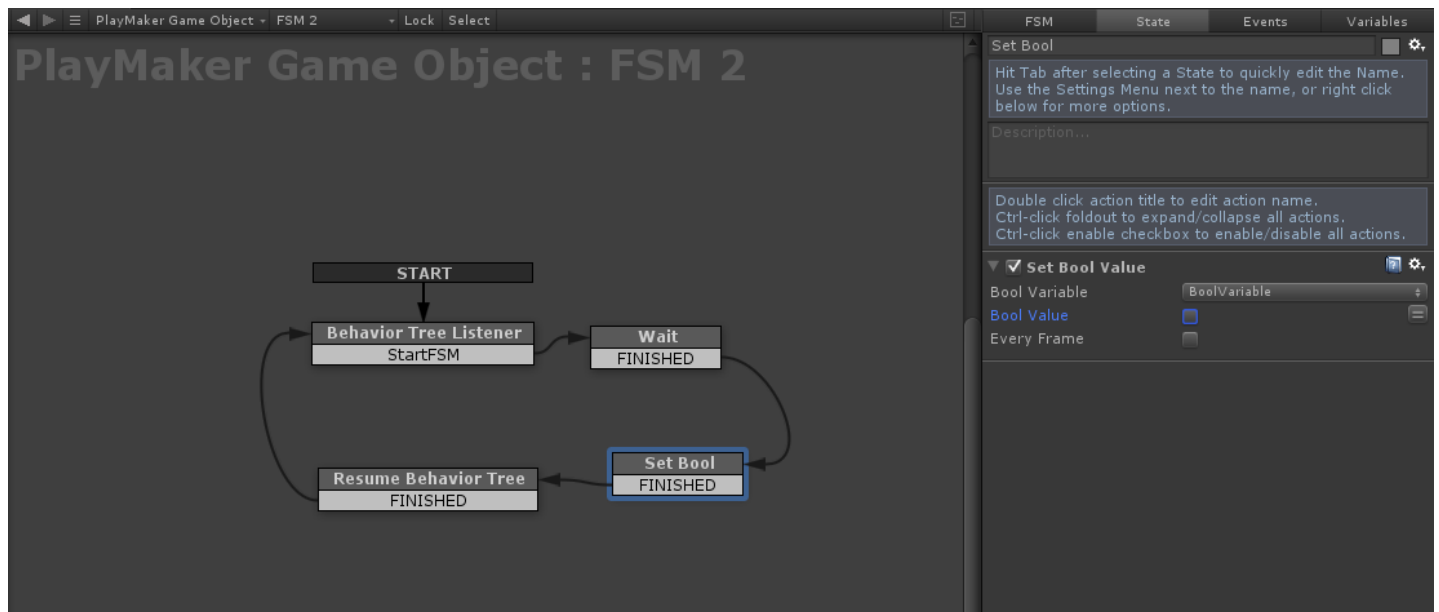 PlayMaker Game Object
FSM 2
Lock
Select
PlayMaker Game Object : FSM 2
START
Behavior Tree Listener
StartFSM
Wait
FINISHED
Set Bool
FINISHED
Resume Behavior Tree
FINISHED
FSM
State
Events
Variables
Set Bool
Hit Tab after selecting a State to quickly edit the Name.
Use the Settings Menu next to the name, or right click
below for more options.
Description...
Double click action title to edit action name.
Ctrl-click foldout to expand/collapse all actions.
Ctrl-click enable checkbox to enable/disable all actions.
Set Bool Value
Bool Variable
BoolVariable
Bool Value
Every Frame